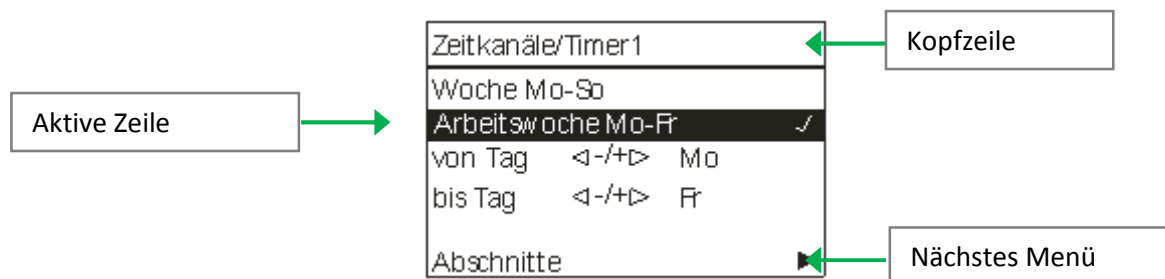 Zeitkanäle/Timer1
Kopfzeile
Woche Mo-So
Aktive Zeile
Arbeitswoche Mo-Fr ✓
von Tag ◁-/+▷ Mo
bis Tag ◁-/+▷ Fr
Abschnitte ▶
Nächstes Menü